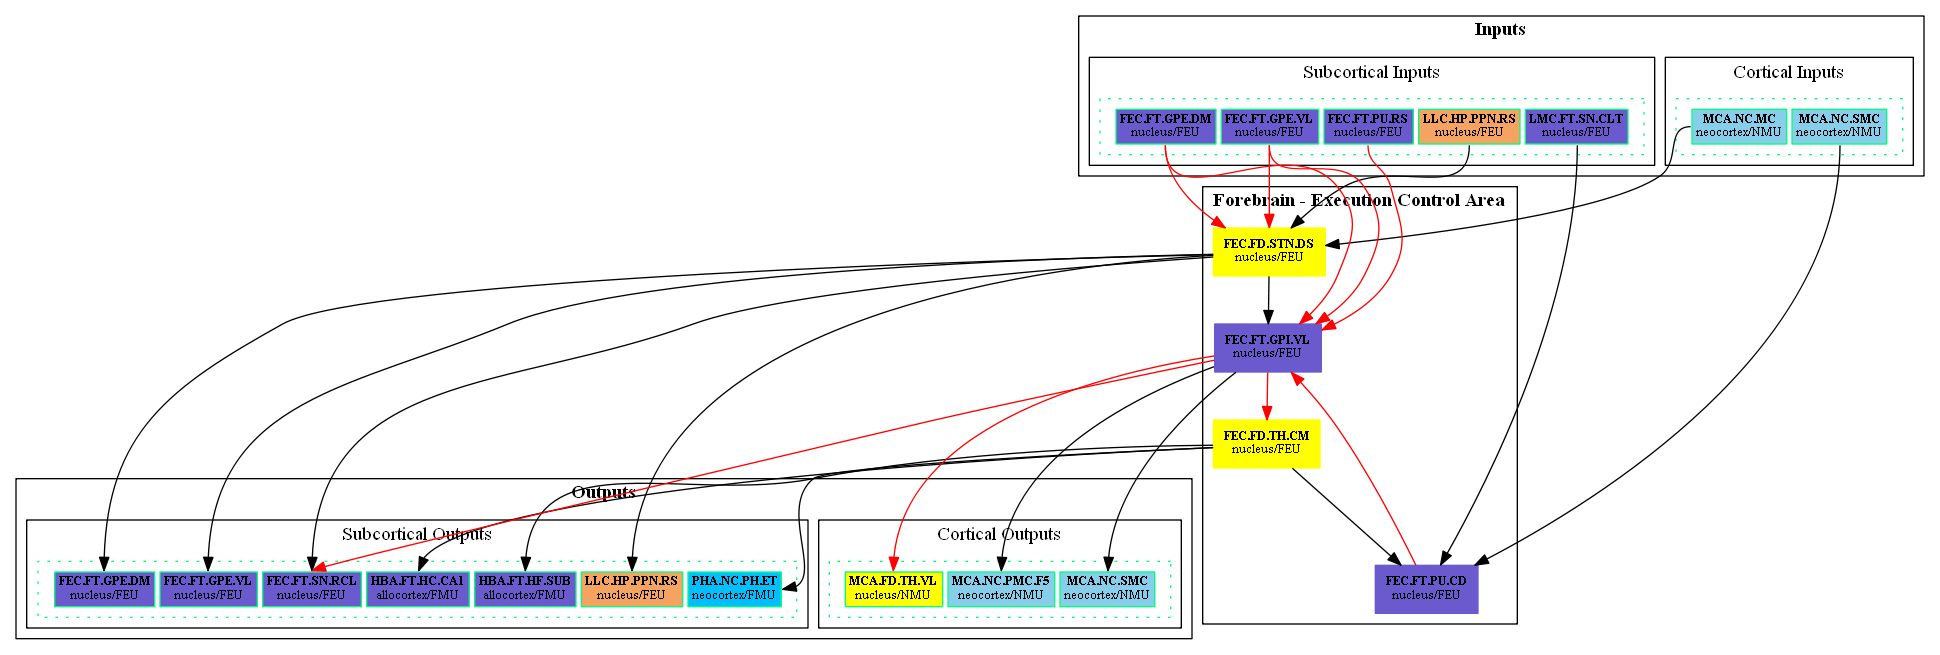 Inputs
Subcortical Inputs
Cortical Inputs
FEC.FT.GPE.DM
nucleus/FEU
FEC.FT.GPE.VL
nucleus/FEU
FEC.FT.PU.RS
nucleus/FEU
LLC.HP.PPN.RS
nucleus/FEU
LMC.FT.SN.CLT
nucleus/FEU
MCA.NC.MC
neocortex/NMU
MCA.NC.SMC
neocortex/NMU
Forebrain - Execution Control Area
FEC.FD.STN.DS
nucleus/FEU
FEC.FT.GPI.VL
nucleus/FEU
FEC.FD.TH.CM
nucleus/FEU
FEC.FT.PU.CD
nucleus/FEU
Outputs
Subcortical Outputs
Cortical Outputs
FEC.FT.GPE.DM
nucleus/FEU
FEC.FT.GPE.VL
nucleus/FEU
FEC.FT.SN.RCL
nucleus/FEU
HBA.FT.HC.CA1
allocortex/FMU
HBA.FT.HF.SUB
allocortex/FMU
LLC.HP.PPN.RS
nucleus/FEU
PHA.NC.PH.ET
neocortex/FMU
MCA.FD.TH.VL
nucleus/NMU
MCA.NC.PMC.F5
neocortex/NMU
MCA.NC.SMC
neocortex/NMU